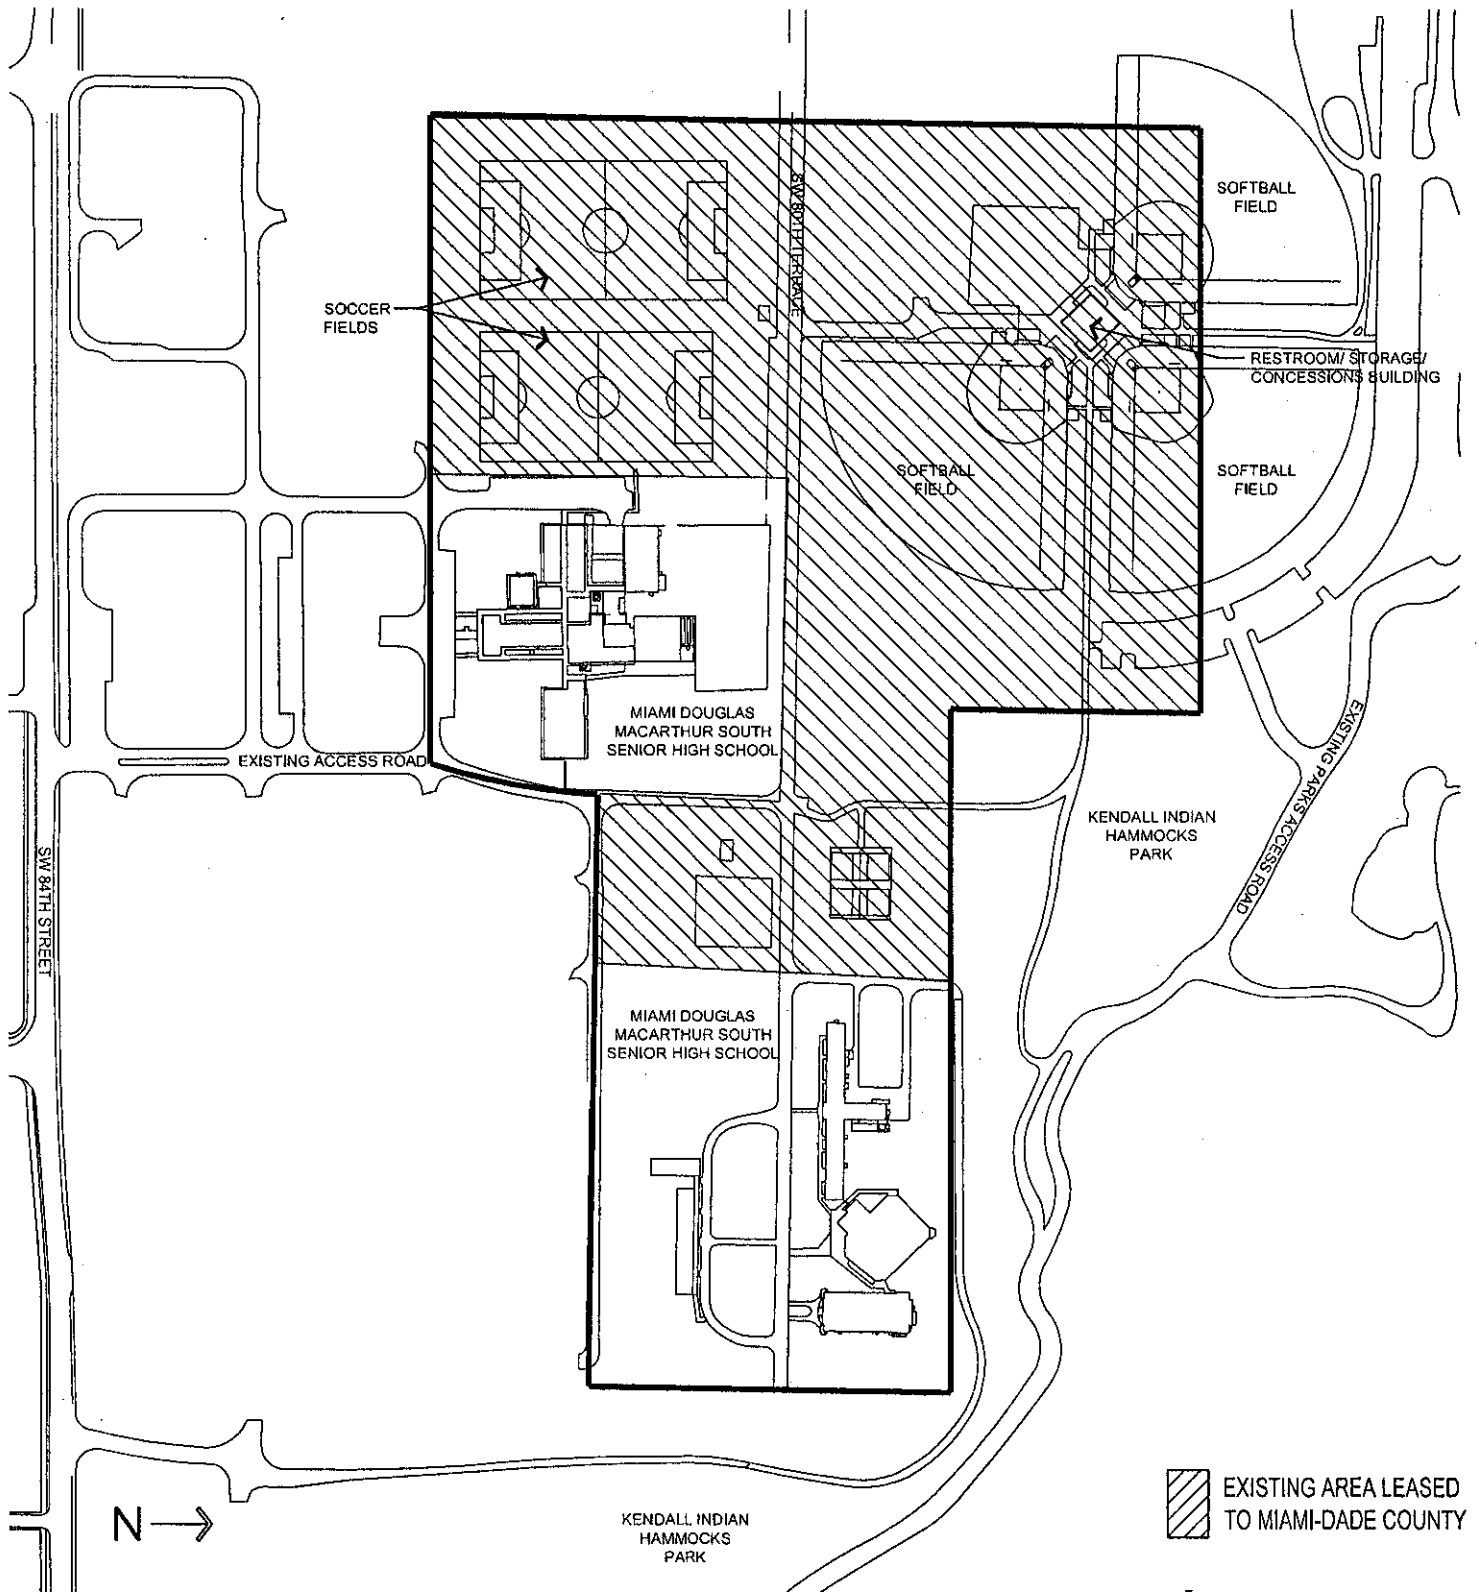 SW 80TH TERRACE
SOFTBALL
FIELD
SOCCER
FIELDS
RESTROOM/ STORAGE/
CONCESSIONS BUILDING
SOFTBALL
FIELD
SOFTBALL
FIELD
MIAMI DOUGLAS
MACARTHUR SOUTH
SENIOR HIGH SCHOOL
EXISTING ACCESS ROAD
EXISTING PARKS ACCESS ROAD
KENDALL INDIAN
HAMMOCKS
PARK
SW 84TH STREET
MIAMI DOUGLAS
MACARTHUR SOUTH
SENIOR HIGH SCHOOL
N
KENDALL INDIAN
HAMMOCKS
PARK
EXISTING AREA LEASED
TO MIAMI-DADE COUNTY